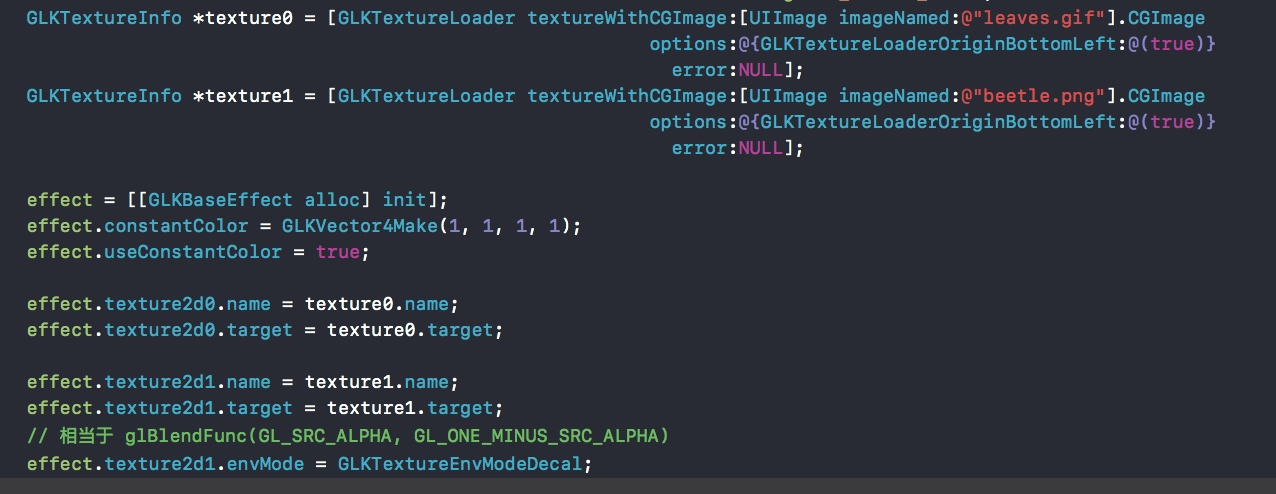 GLKTextureInfo *texture0 = [GLKTextureLoader textureWithCGImage:[UIImage imageNamed:@"leaves.gif"].CGImage
options:@{GLKTextureLoaderOriginBottomLeft:@(true)}
error:NULL];
GLKTextureInfo *texture1 = [GLKTextureLoader textureWithCGImage:[UIImage imageNamed:@"beetle.png"].CGImage
options:@{GLKTextureLoaderOriginBottomLeft:@(true)}
error:NULL];
effect = [[GLKBaseEffect alloc] init];
effect.constantColor = GLKVector4Make(1, 1, 1, 1);
effect.useConstantColor = true;
effect.texture2d0.name = texture0.name;
effect.texture2d0.target = texture0.target;
effect.texture2d1.name = texture1.name;
effect.texture2d1.target = texture1.target;
// 相当于 glBlendFunc(GL_SRC_ALPHA, GL_ONE_MINUS_SRC_ALPHA)
effect.texture2d1.envMode = GLKTextureEnvModeDecal;